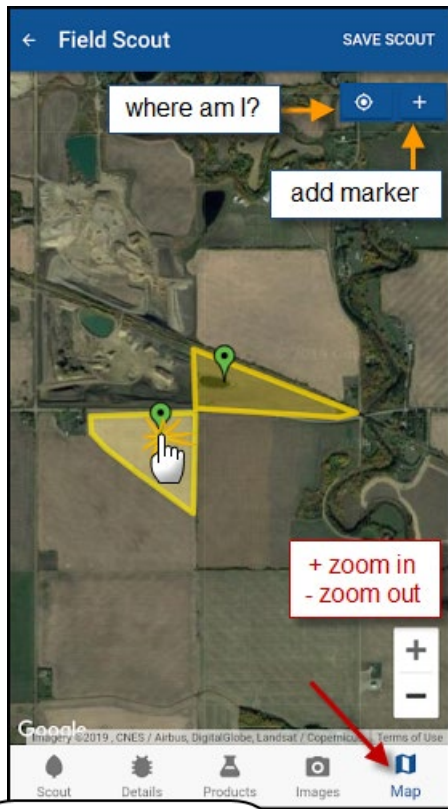 ← Field Scout SAVE SCOUT
where am I?
+
add marker
+ zoom in
- zoom out
+
−
Google
Imagery ©2019 , CNES / Airbus, DigitalGlobe, Landsat / Copernicus Terms of Use
Scout Details Products Images Map